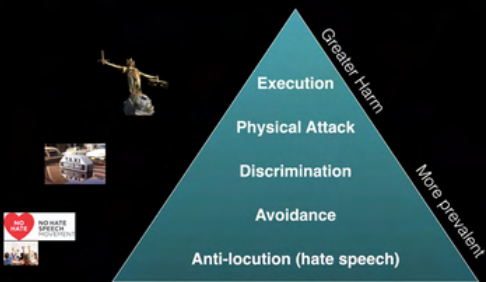 Greater Harm
Execution
Physical Attack
Discrimination
More prevalent
Avoidance
Anti-locution (hate speech)
TAXI
NO
HATE
NO HATE
SPEECH
MOVEMENT